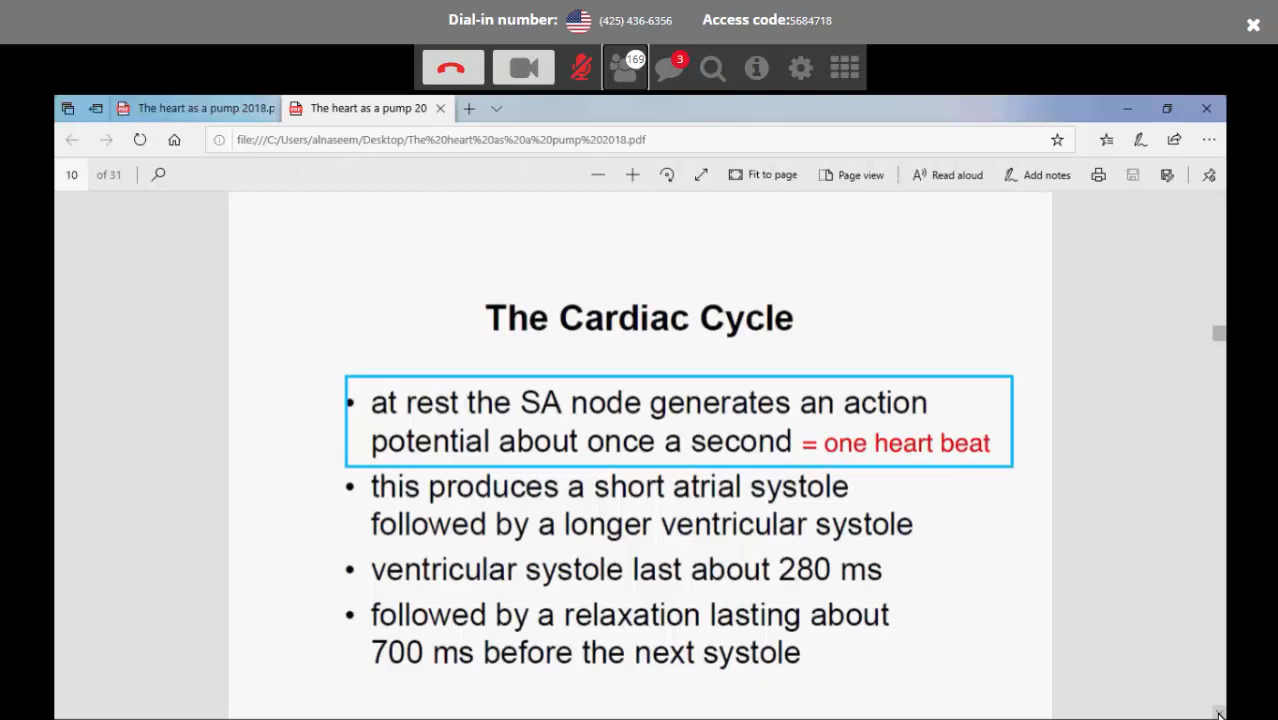 Dial-in number: (425) 436-6356 Access code:5684718
169 3
The heart as a pump 2018.p The heart as a pump 20
file:///C:/Users/alnaseem/Desktop/The%20heart%20as%20a%20pump%202018.pdf
10 of 31 Fit to page Page view Read aloud Add notes
The Cardiac Cycle
• at rest the SA node generates an action
potential about once a second = one heart beat
• this produces a short atrial systole
followed by a longer ventricular systole
• ventricular systole last about 280 ms
• followed by a relaxation lasting about
700 ms before the next systole